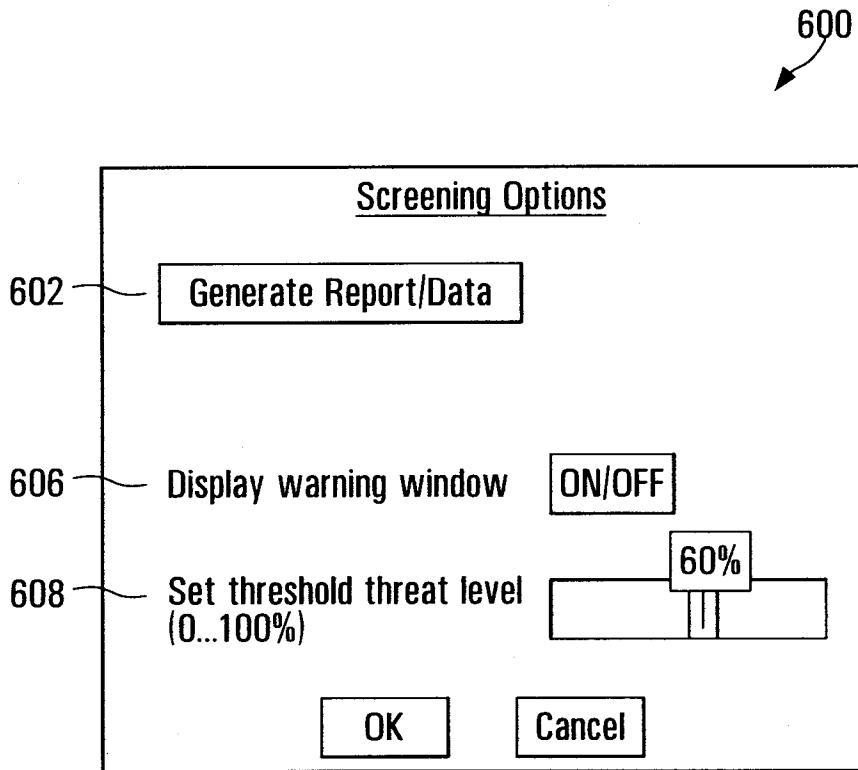 600
Screening Options
602 Generate Report/Data
606 Display warning window ON/OFF
60%
608 Set threshold threat level
(0...100%)
OK Cancel